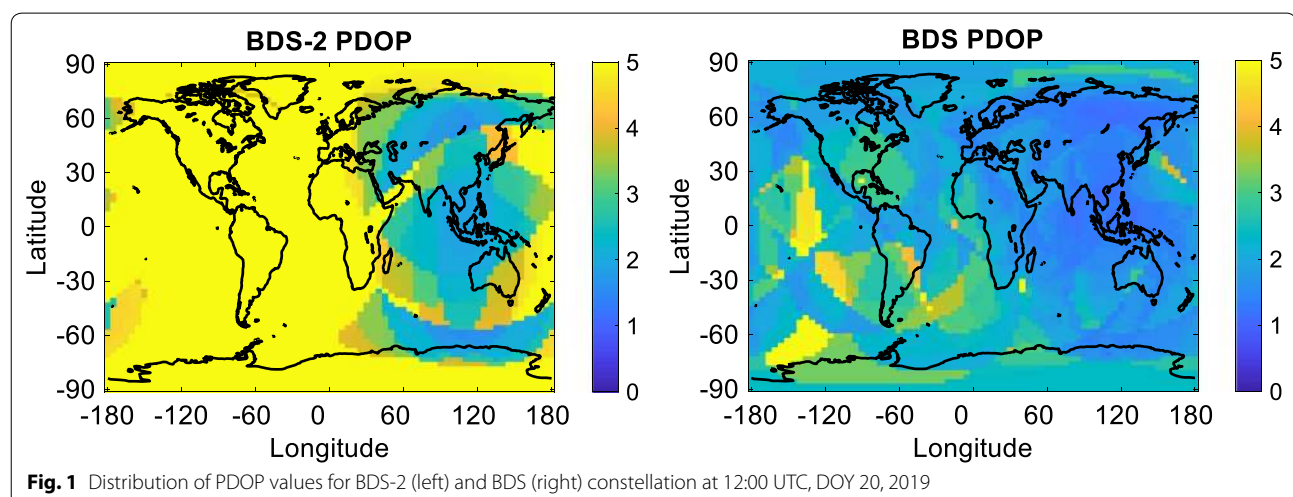 BDS-2 PDOP
90
60
30
0
-30
-60
-90
Latitude
-180 -120 -60 0 60 120 180
Longitude
5
4
3
2
1
0
BDS PDOP
90
60
30
0
-30
-60
-90
Latitude
-180 -120 -60 0 60 120 180
Longitude
5
4
3
2
1
0
Fig. 1 Distribution of PDOP values for BDS-2 (left) and BDS (right) constellation at 12:00 UTC, DOY 20, 2019